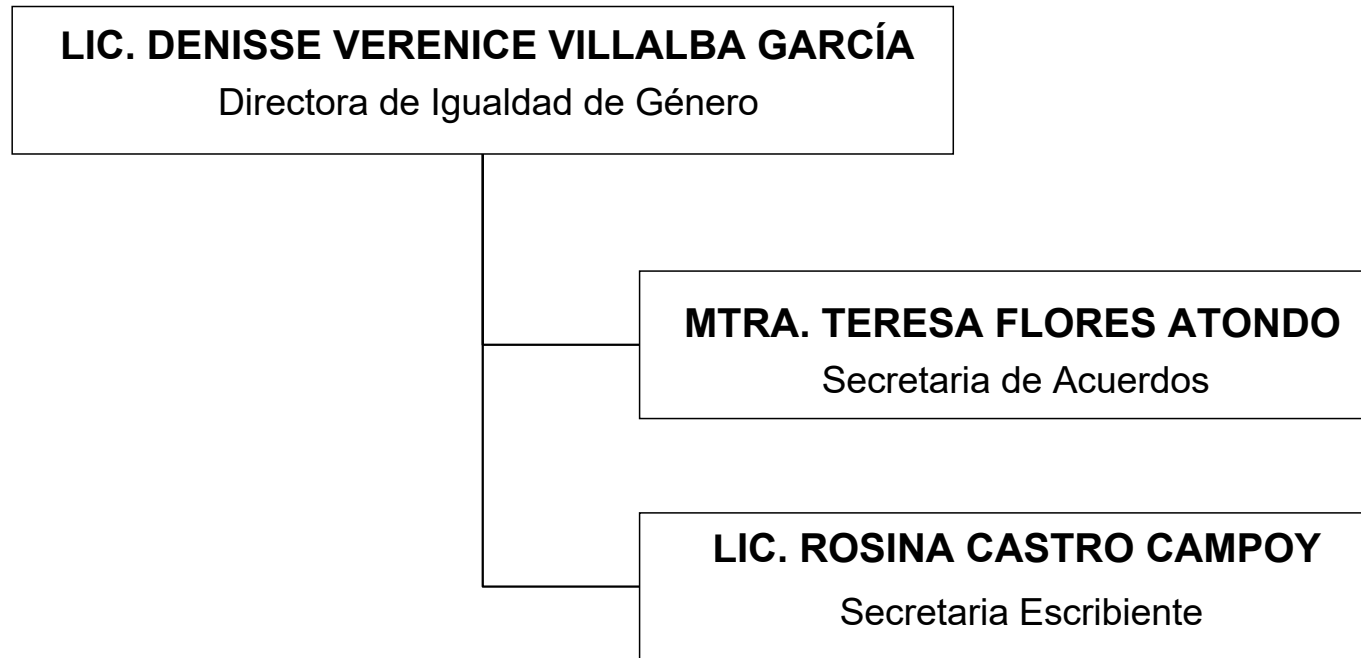 LIC. DENISSE VERENICE VILLALBA GARCÍA
Directora de Igualdad de Género
MTRA. TERESA FLORES ATONDO
Secretaria de Acuerdos
LIC. ROSINA CASTRO CAMPOY
Secretaria Escribiente